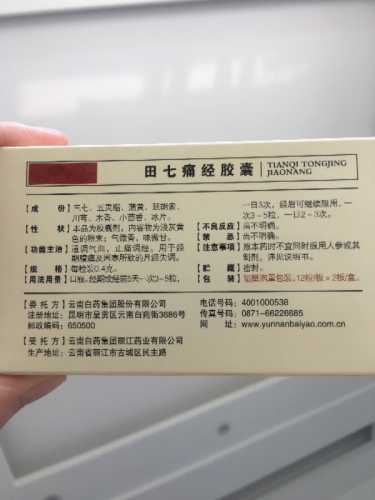 田七痛经胶囊
TIANQI TONGJING
JIAONANG
【成 份】三七、五灵脂、蒲黄、延胡索、
川芎、木香、小茴香、冰片。
【性 状】本品为胶囊剂，内容物为浅灰黄
色的粉末；气微香，味微甘。
【功能主治】通调气血，止痛调经。用于经
期腹痛及因寒所致的月经失调。
【规 格】每粒装0.4克。
【用法用量】口服。经期或经前5天一次3~5粒，
一日3次，经后可继续服用，一
次3~5粒，一日2~3次。
【不良反应】尚不明确。
【禁 忌】尚不明确。
【注意事项】服本药时不宜同时服用人参或其
制剂。详见说明书。
【贮 藏】密封。
【包 装】铝塑泡罩包装，12粒/板×2板/盒。
委 托 方：云南白药集团股份有限公司
注册地址：昆明市呈贡区云南白药街3686号
邮政编码：650500
电话号码：4001000538
传真号码：0871-66226885
网 址：www.yunnanbaiyao.com.cn
受 托 方：云南白药集团丽江药业有限公司
生产地址：云南省丽江市古城区民主路